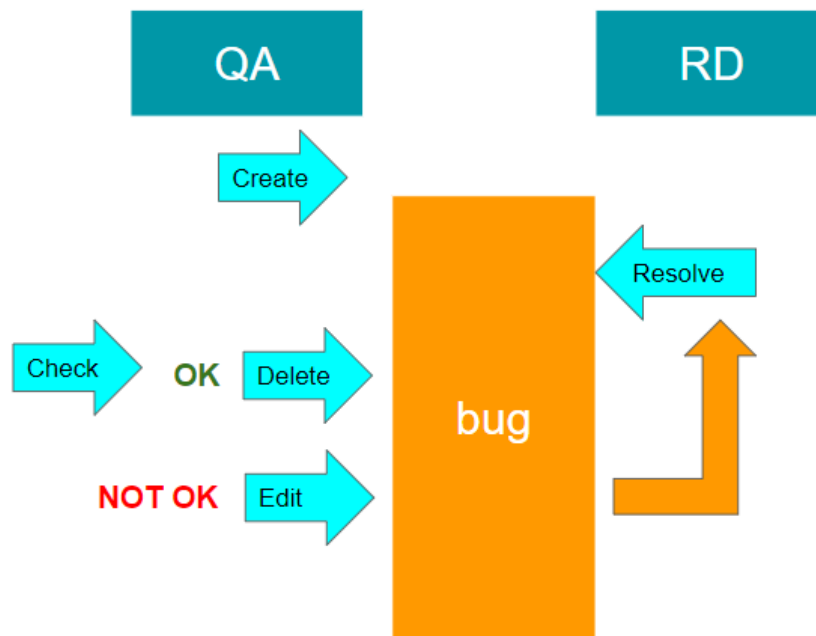 QA
RD
Create
Resolve
Check
OK
Delete
bug
NOT OK
Edit